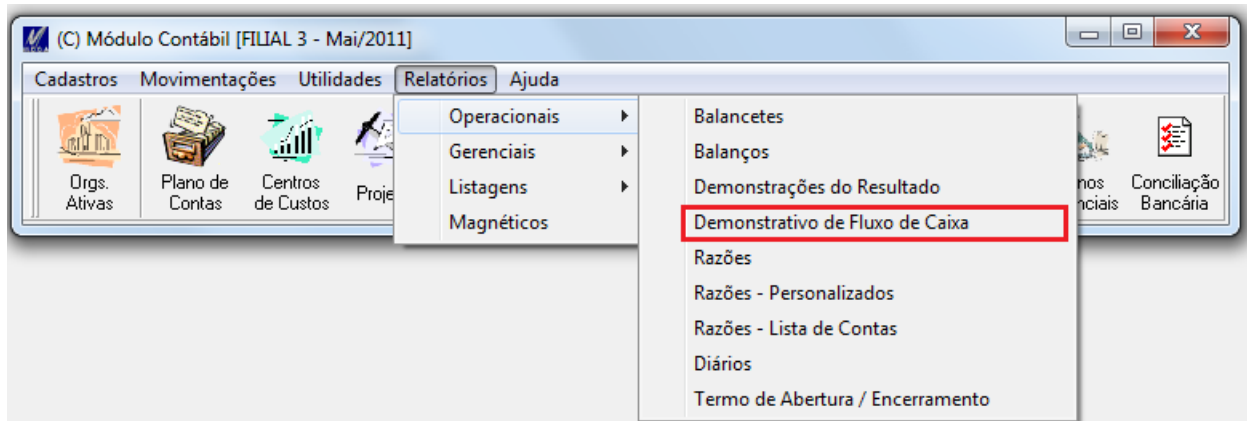 (C) Módulo Contábil [FILIAL 3 - Mai/2011]
Cadastros Movimentações Utilidades Relatórios Ajuda
Orgs. Ativas
Plano de Contas
Centros de Custos
Operacionais
Gerenciais
Listagens
Magnéticos
Balancetes
Balanços
Demonstrações do Resultado
Demonstrativo de Fluxo de Caixa
Razões
Razões - Personalizados
Razões - Lista de Contas
Diários
Termo de Abertura / Encerramento
Conciliação Bancária